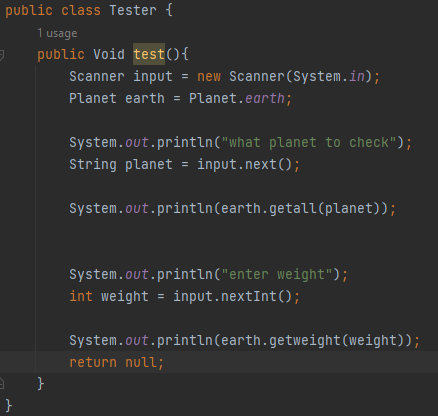 public class Tester {
1 usage
public Void test(){
Scanner input = new Scanner(System.in);
Planet earth = Planet.earth;
System.out.println("what planet to check");
String planet = input.next();
System.out.println(earth.getall(planet));
System.out.println("enter weight");
int weight = input.nextInt();
System.out.println(earth.getweight(weight));
return null;
}
}